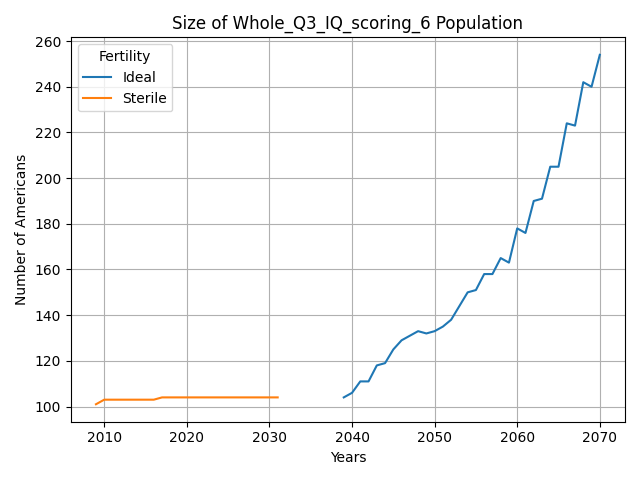 Size of Whole_Q3_IQ_scoring_6 Population
Number of Americans
260
240
220
200
180
160
140
120
100
Fertility
Ideal
Sterile
2010 2020 2030 2040 2050 2060 2070
Years